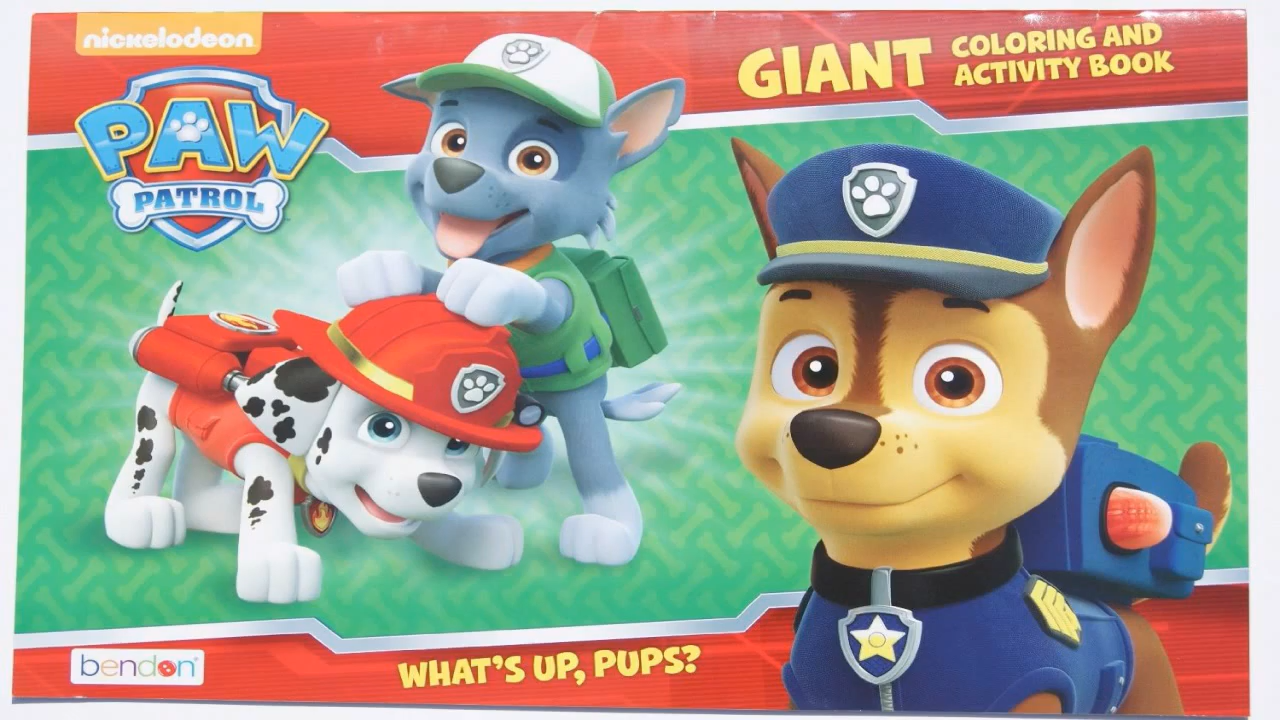 nickelodeon
PAW
PATROL
GIANT
COLORING AND
ACTIVITY BOOK
bendon®
WHAT'S UP, PUPS?